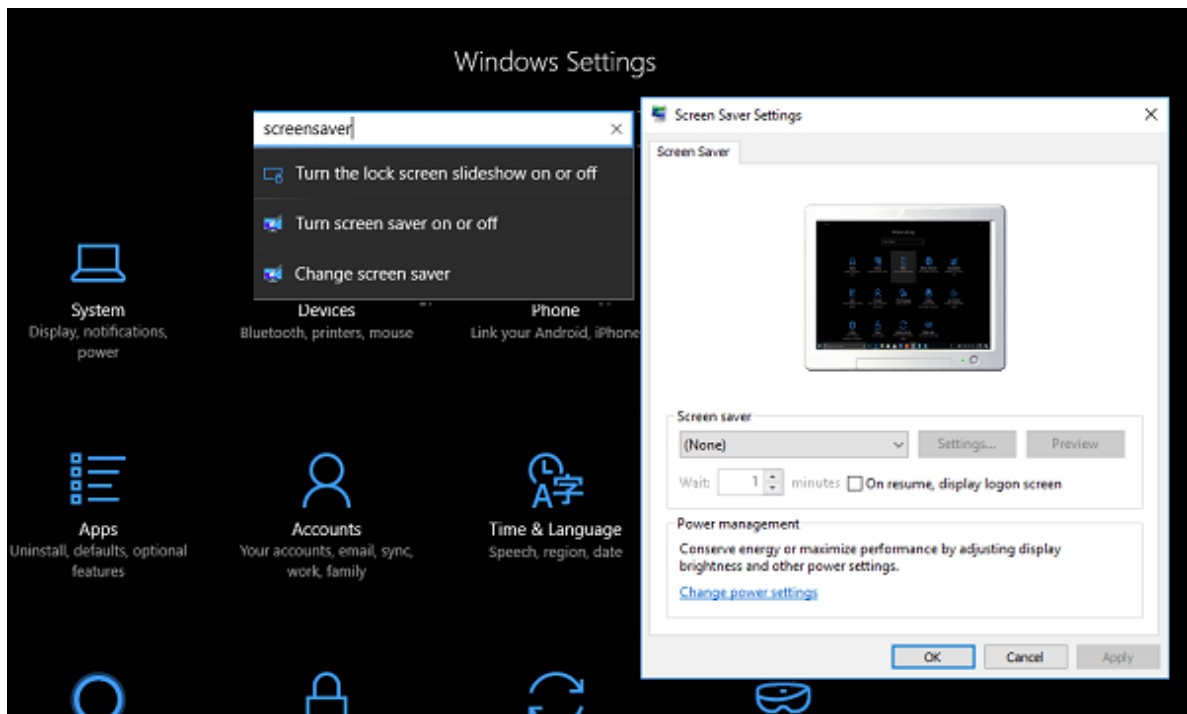 Windows Settings
screensaver
Turn the lock screen slideshow on or off
Turn screen saver on or off
Change screen saver
System
Display, notifications,
power
Devices
Bluetooth, printers, mouse
Phone
Link your Android, iPhone
Apps
Uninstall, defaults, optional
features
Accounts
Your accounts, email, sync,
work, family
Time & Language
Speech, region, date
A字
Screen Saver Settings
Screen Saver
Screen saver
(None)
Settings...
Preview
Wait:
1
minutes
On resume, display logon screen
Power management
Conserve energy or maximize performance by adjusting display
brightness and other power settings.
Change power settings
OK
Cancel
Apply